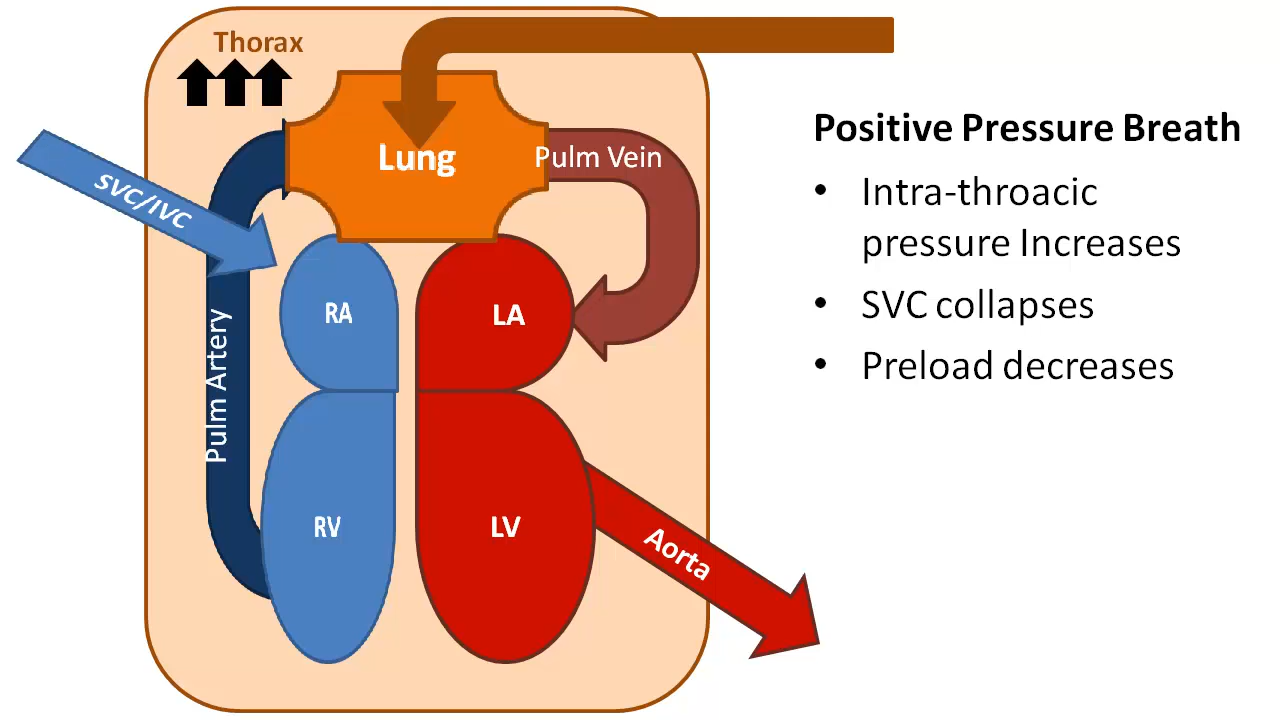 Thorax
Lung
Pulm Vein
SVC/IVC
Pulm Artery
RA
LA
RV
LV
Aorta
Positive Pressure Breath
• Intra-throacic
pressure Increases
• SVC collapses
• Preload decreases